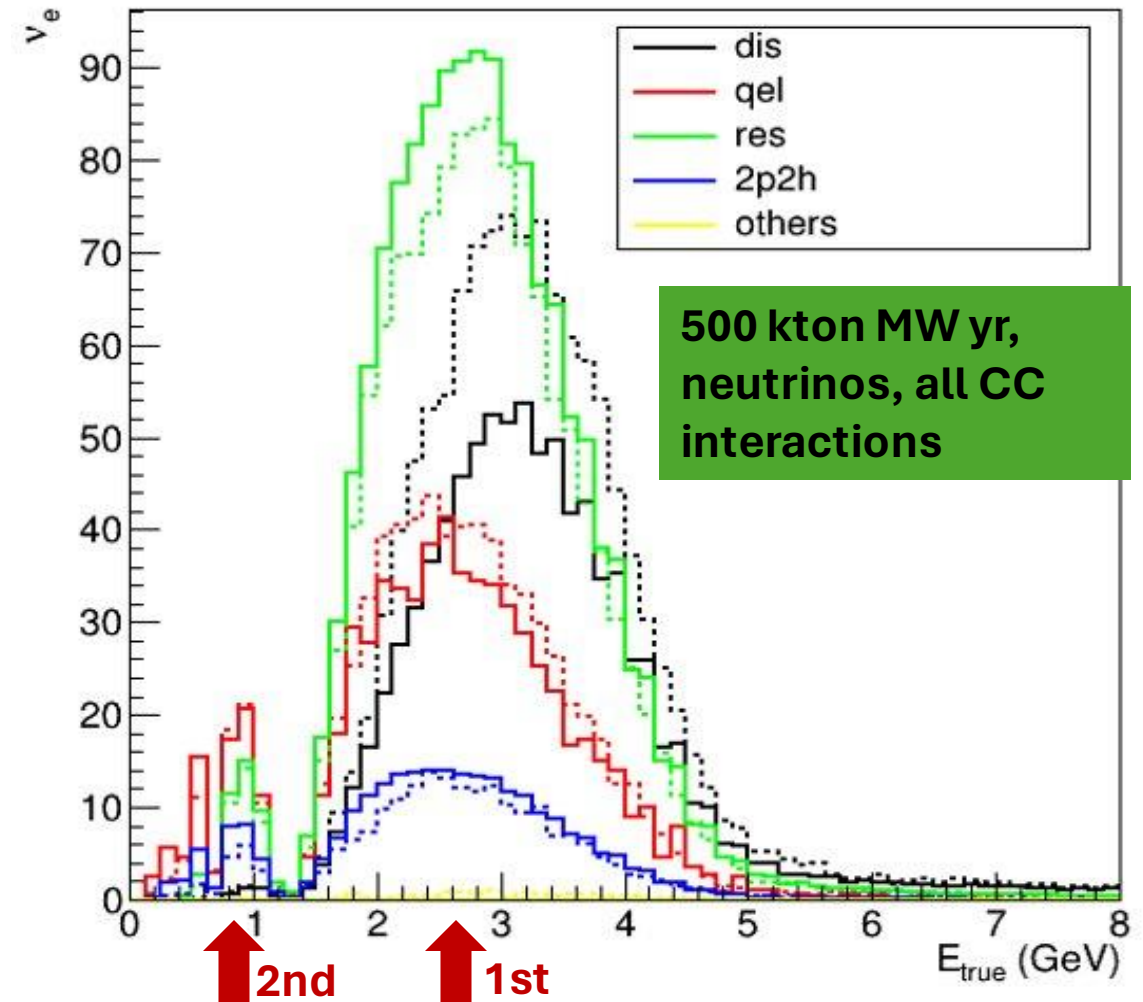 ν_e
90
80
70
60
50
40
30
20
10
0
dis
qel
res
2p2h
others
500 kton MW yr,
neutrinos, all CC
interactions
0 1 2 3 4 5 6 7 8
E_true (GeV)
2nd 1st